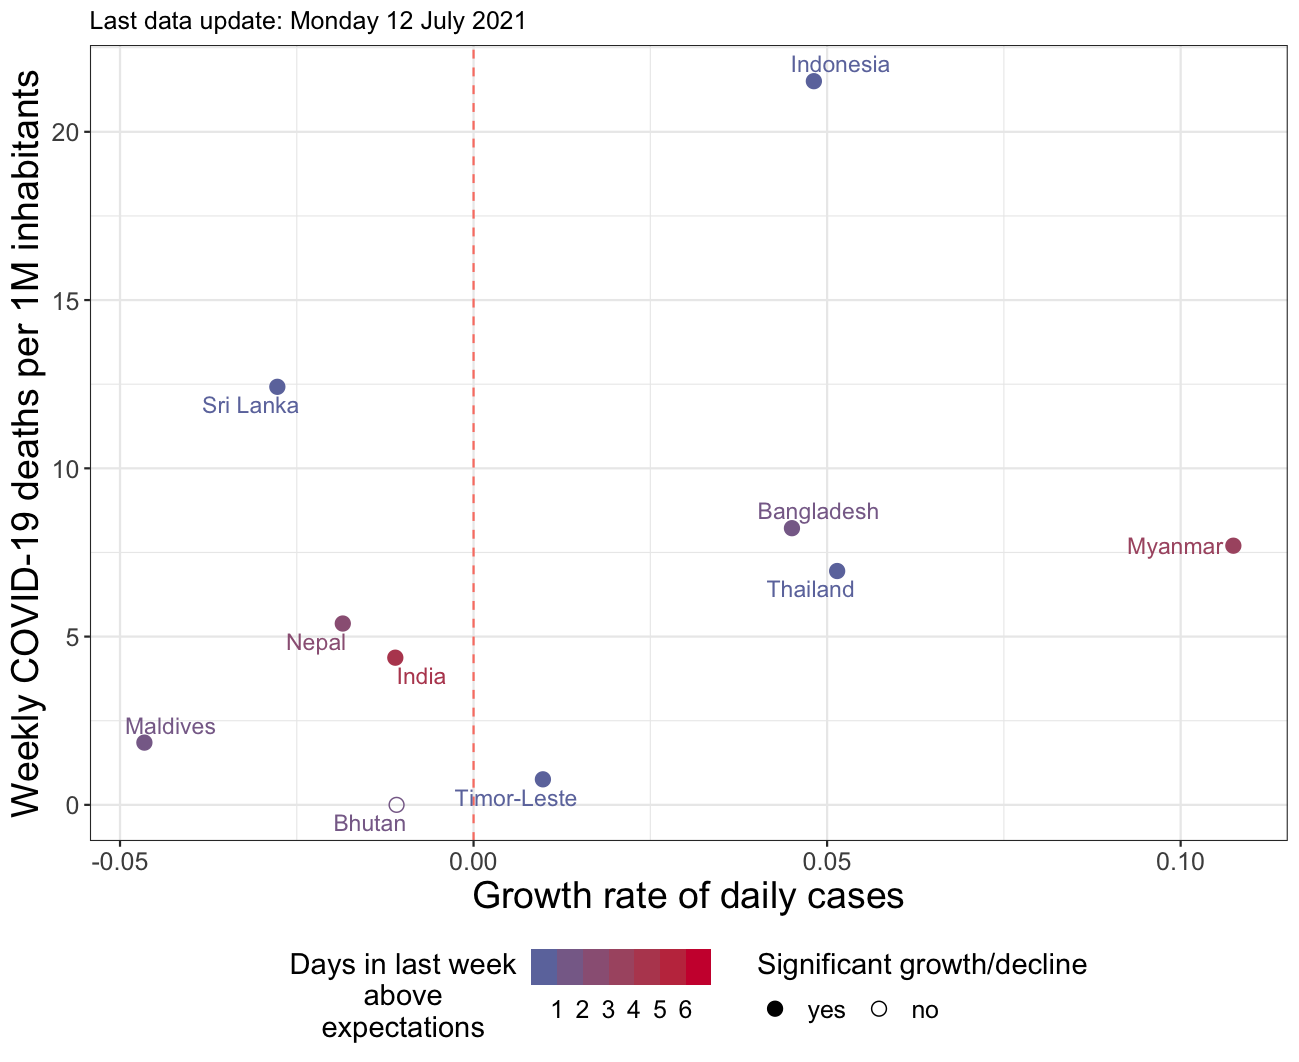 Last data update: Monday 12 July 2021
Weekly COVID-19 deaths per 1M inhabitants
20
15
10
5
0
Indonesia
Sri Lanka
Bangladesh
Myanmar
Thailand
Nepal
India
Maldives
Timor-Leste
Bhutan
-0.05 0.00 0.05 0.10
Growth rate of daily cases
Days in last week
above
expectations
1 2 3 4 5 6
Significant growth/decline
yes no